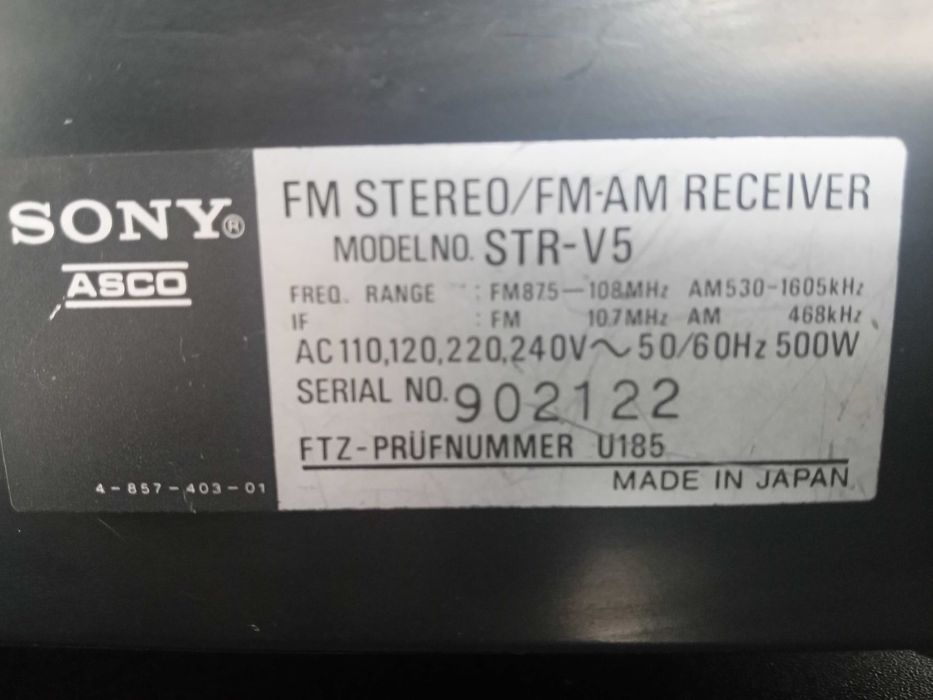 SONY®
ASCO
FM STEREO/FM-AM RECEIVER
MODEL NO. STR-V5
FREQ. RANGE : FM87.5-108MHz AM530-1605kHz
IF : FM 10.7MHz AM 468kHz
AC110,120,220,240V~50/60Hz 500W
SERIAL NO. 902122
FTZ-PRÜFNUMMER U185
MADE IN JAPAN
4-857-403-01